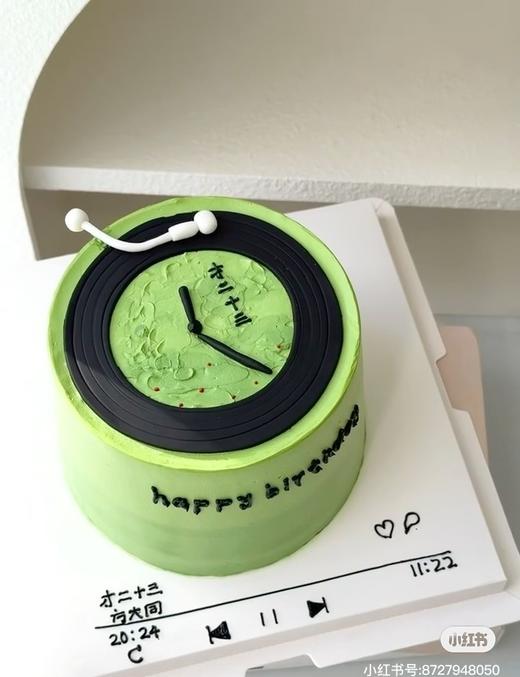 才二十三
happy birthday
才二十三
方大同
20:24
11:22
小红书
小红书号:8727948050